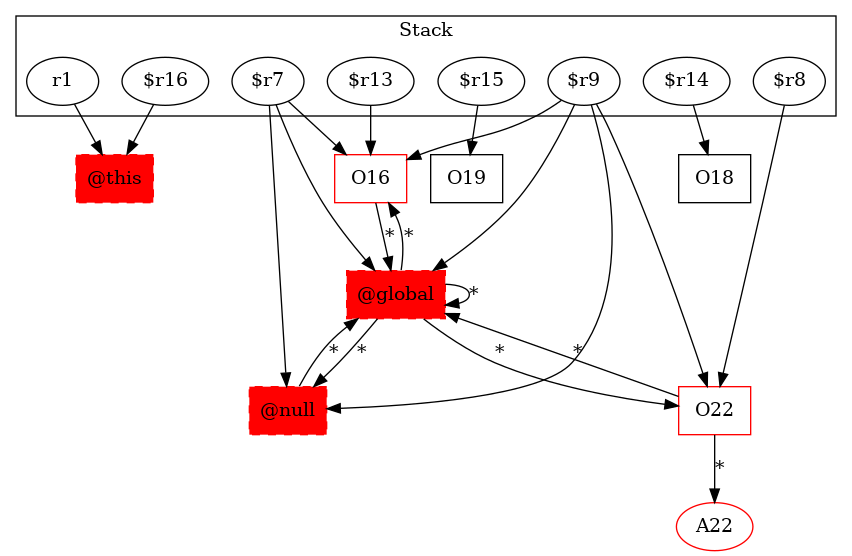 Stack
r1 $r16 $r7 $r13 $r15 $r9 $r14 $r8
@this O16 O19 O18
* *
@global *
* * * *
@null O22
*
A22